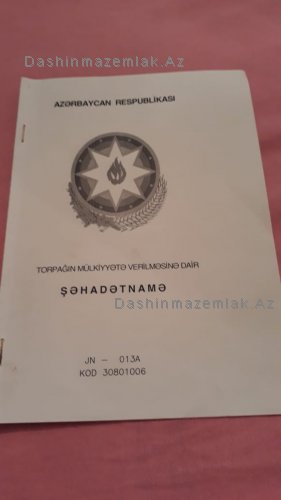 Dashinmazemlak.Az
AZƏRBAYCAN RESPUBLİKASI
TORPAĞIN MÜLKİYYƏTƏ VERİLMƏSİNƏ DAİR
ŞƏHADƏTNAMƏ
Dashinmazemlak.Az
JN – 013A
KOD 30801006